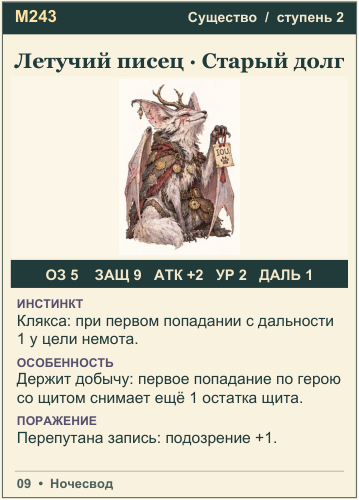 M243
Существо / ступень 2
Летучий писец · Старый долг
IOU
ОЗ 5 ЗАЩ 9 АТК +2 УР 2 ДАЛЬ 1
ИНСТИНКТ
Клякса: при первом попадании с дальности
1 у цели немота.
ОСОБЕННОСТЬ
Держит добычу: первое попадание по герою
со щитом снимает ещё 1 остатка щита.
ПОРАЖЕНИЕ
Перепутана запись: подозрение +1.
09 • Ночесвод